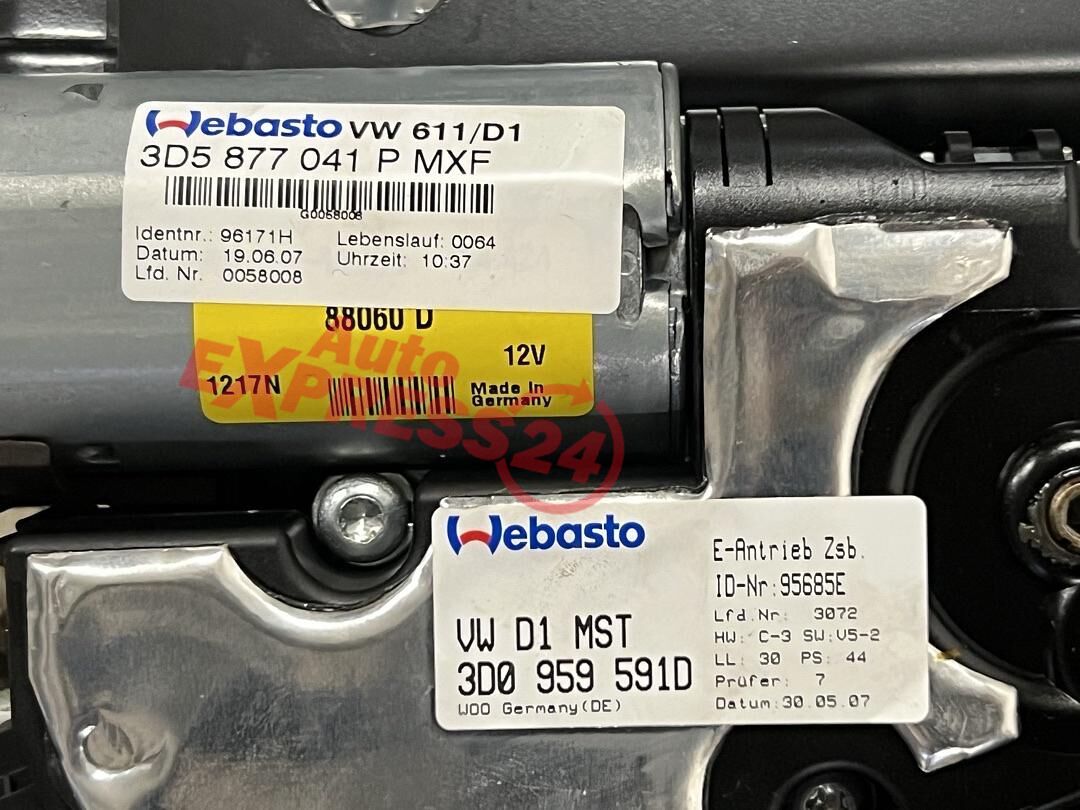 Webasto VW 611/D1
3D5 877 041 P MXF
G0058008
Identnr.: 96171H Lebenslauf: 0064
Datum: 19.06.07 Uhrzeit: 10:37
Lfd. Nr. 0058008
88060 D
12V
1217N
Made In
Germany
Auto
EXPRESS24
Webasto
VW D1 MST
3D0 959 591D
WOO Germany(DE)
E-Antrieb Zsb.
ID-Nr:95685E
Lfd.Nr: 3072
HW: C-3 SW:V5-2
LL: 30 PS: 44
Prüfer: 7
Datum:30.05.07